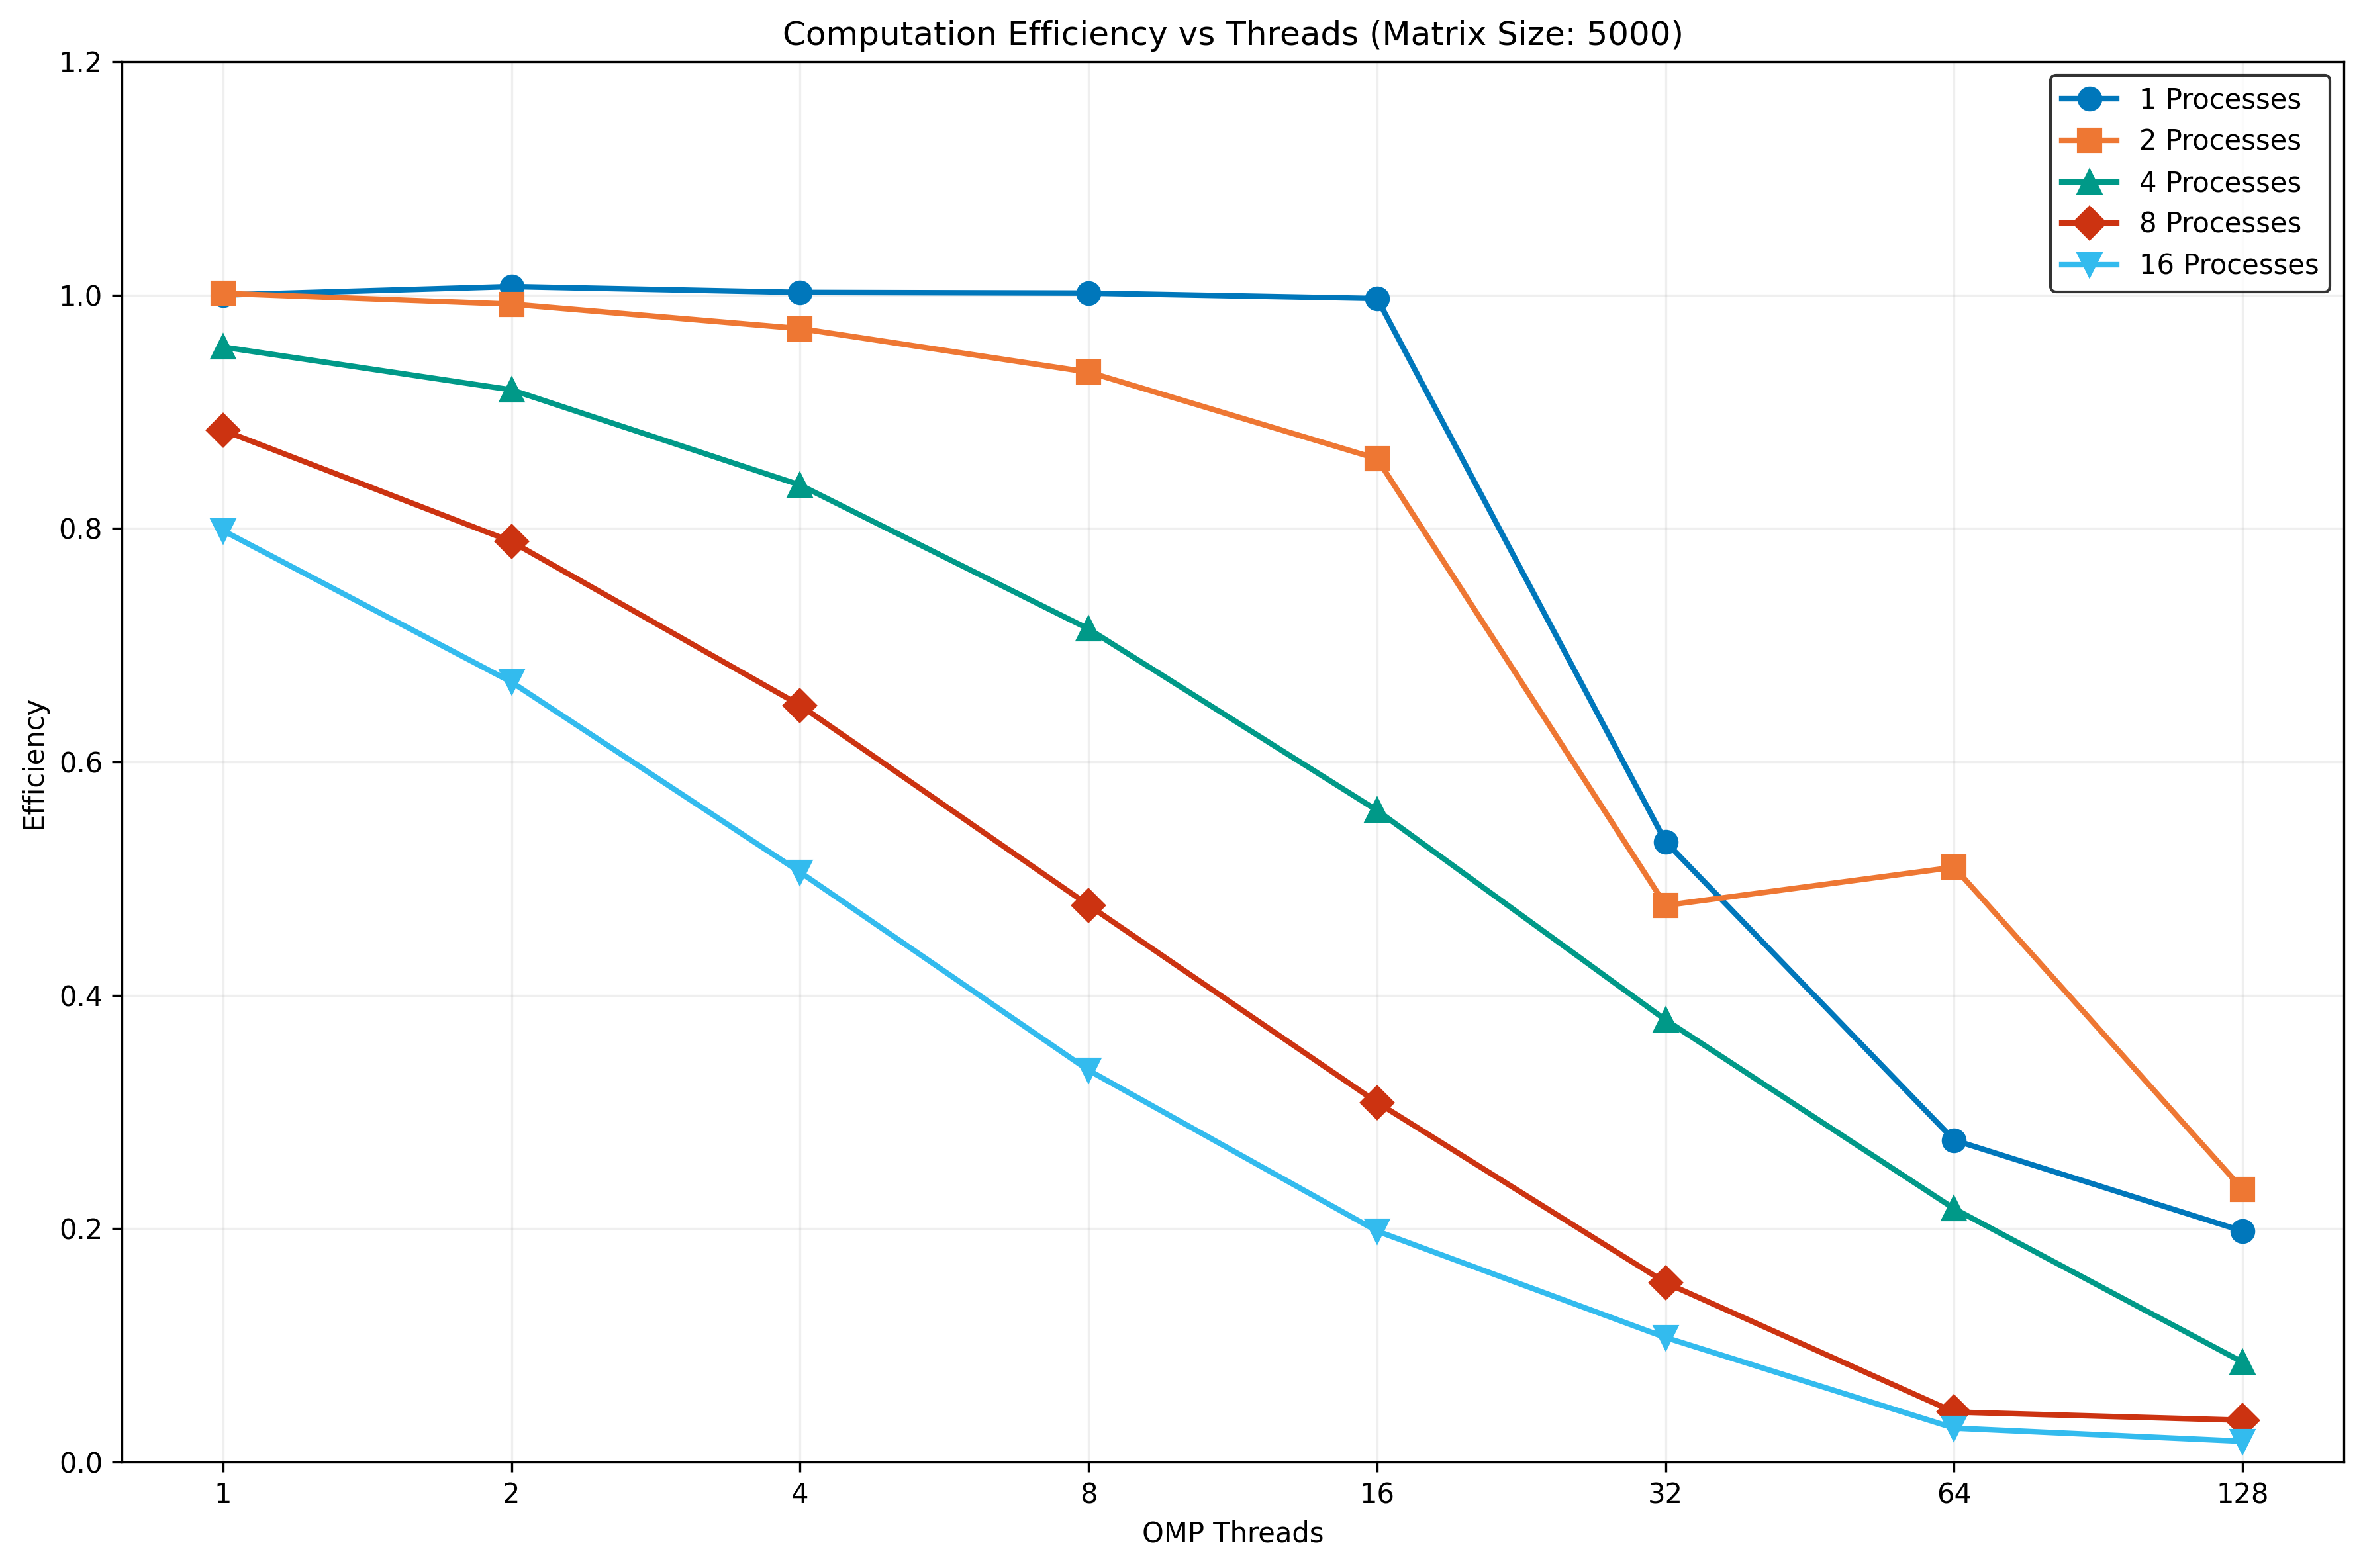 Computation Efficiency vs Threads (Matrix Size: 5000)
1.2
1.0
0.8
0.6
0.4
0.2
0.0
Efficiency
1 Processes
2 Processes
4 Processes
8 Processes
16 Processes
1 2 4 8 16 32 64 128
OMP Threads